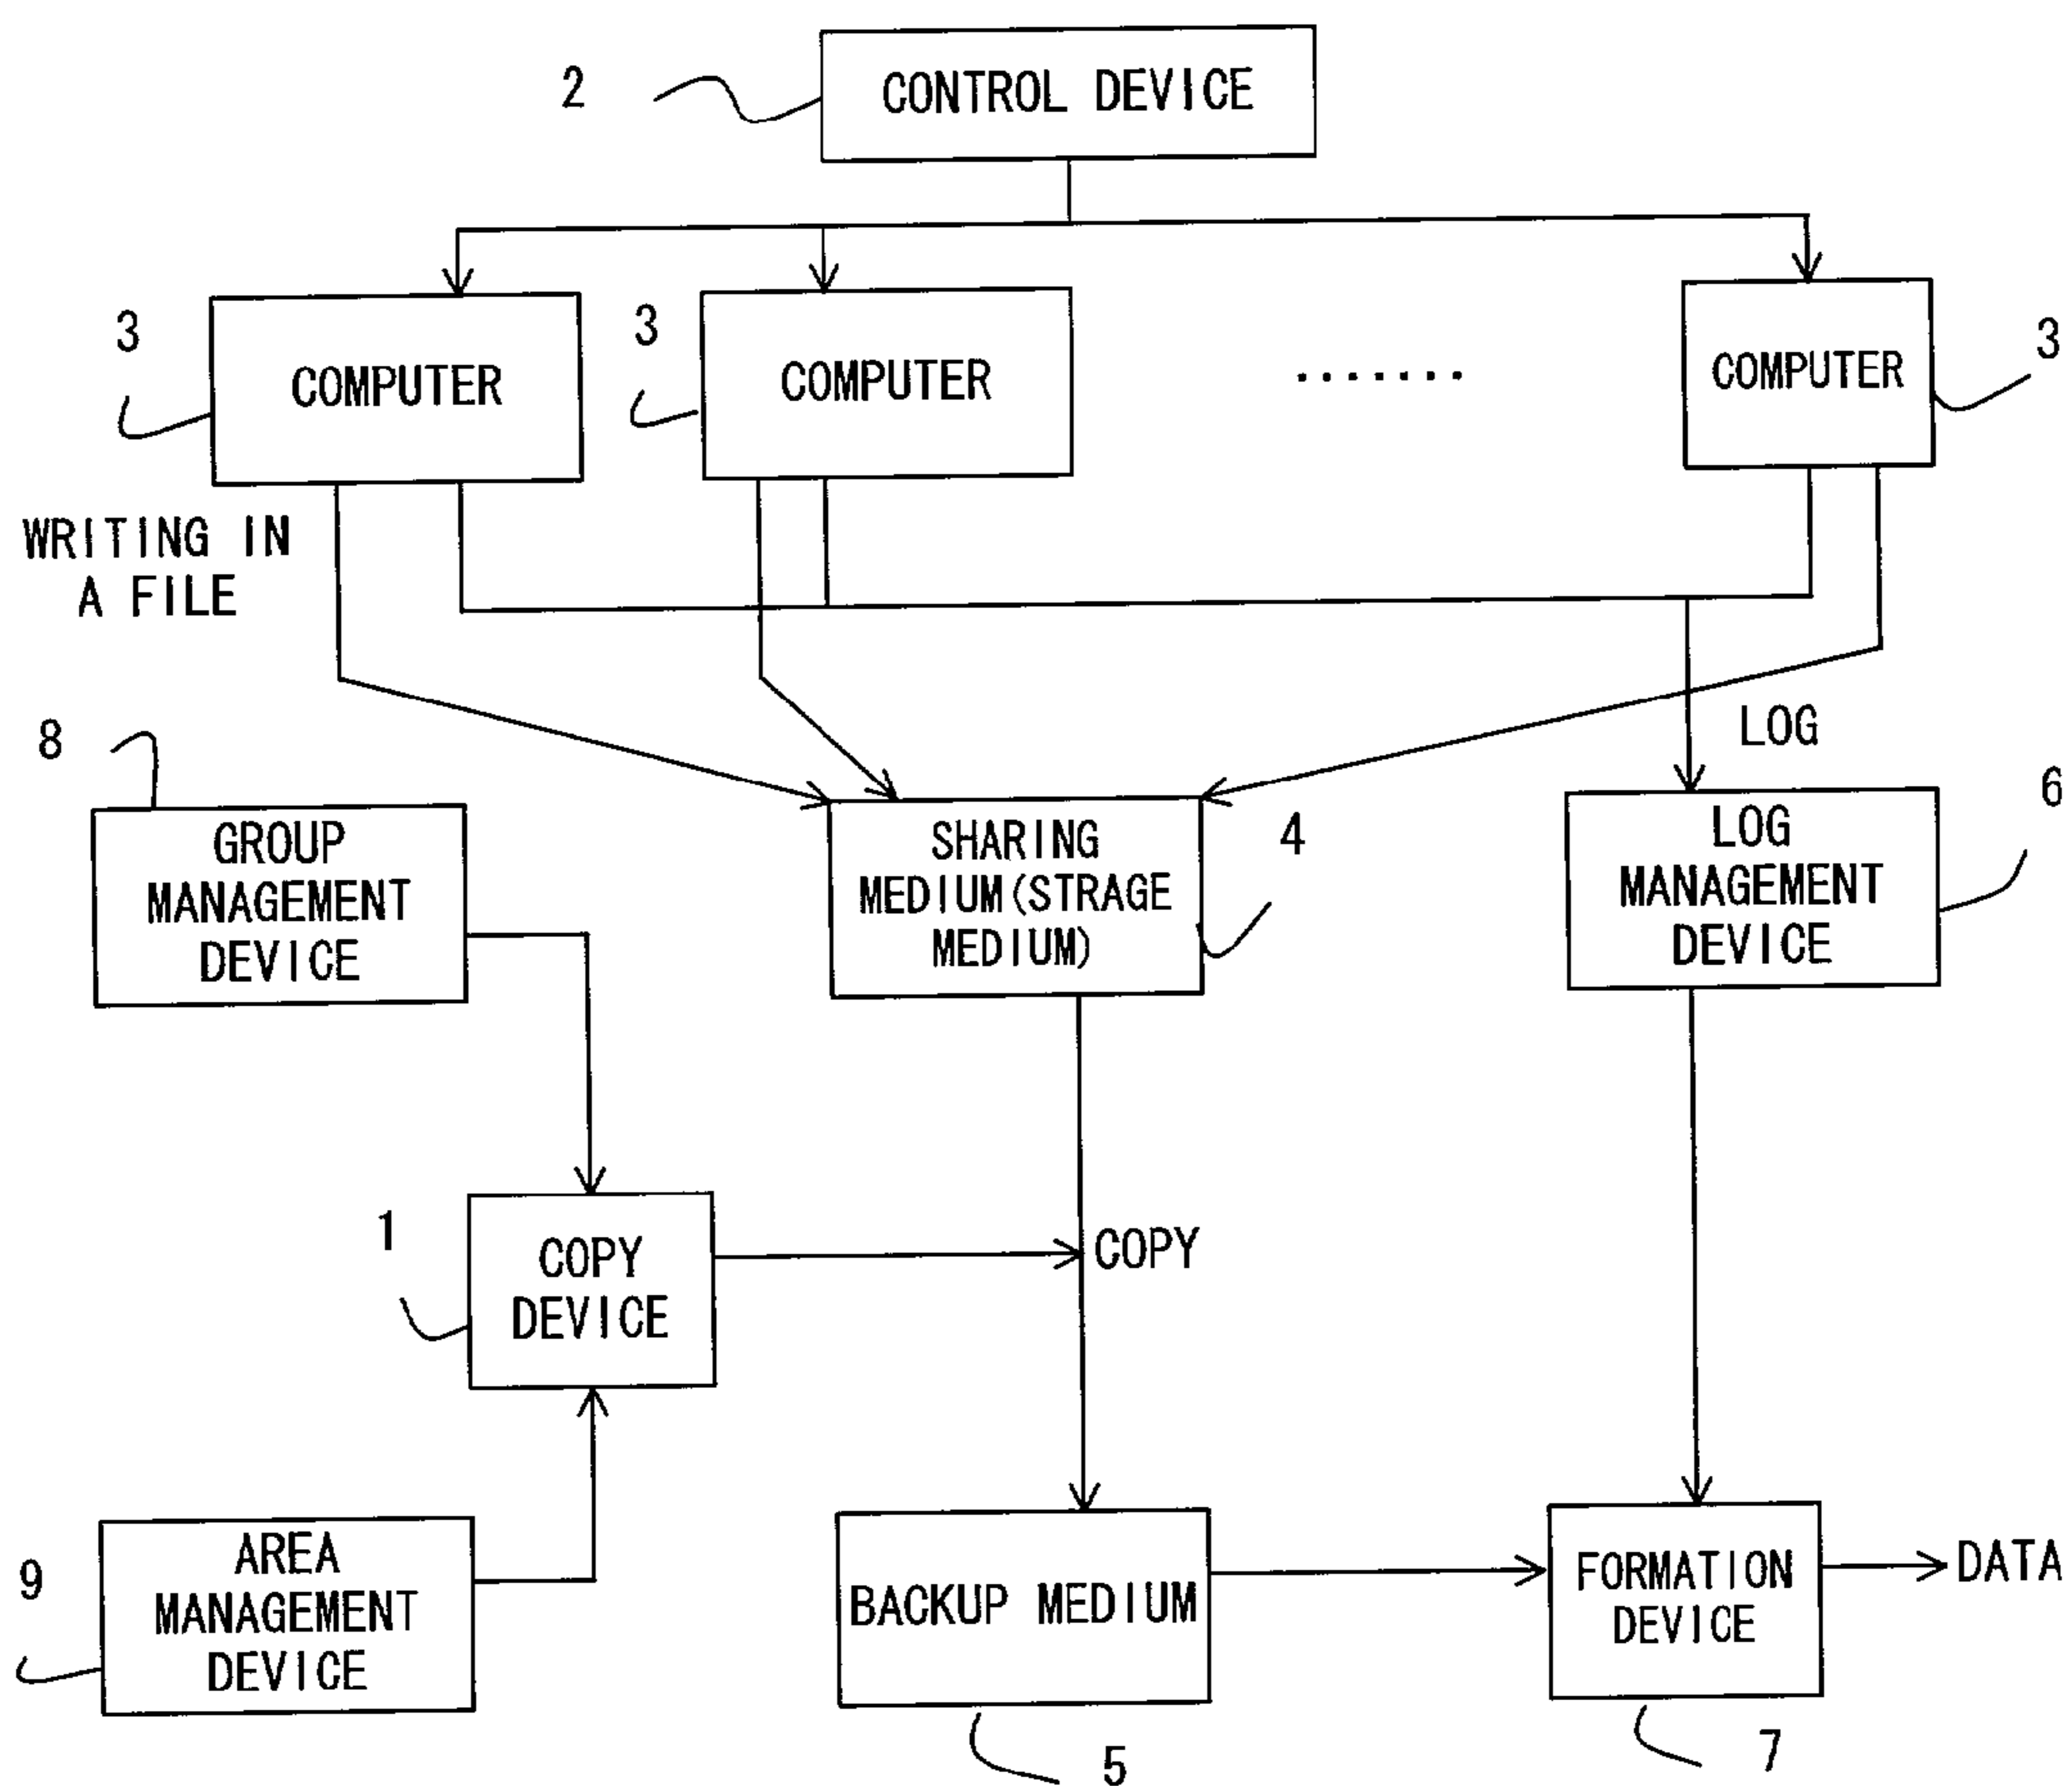 2
CONTROL DEVICE
3
COMPUTER
3
COMPUTER
.......
COMPUTER
3
WRITING IN
A FILE
LOG
8
GROUP
MANAGEMENT
DEVICE
SHARING
MEDIUM(STRAGE
MEDIUM)
4
LOG
MANAGEMENT
DEVICE
6
1
COPY
DEVICE
COPY
9
AREA
MANAGEMENT
DEVICE
BACKUP MEDIUM
5
FORMATION
DEVICE
7
DATA